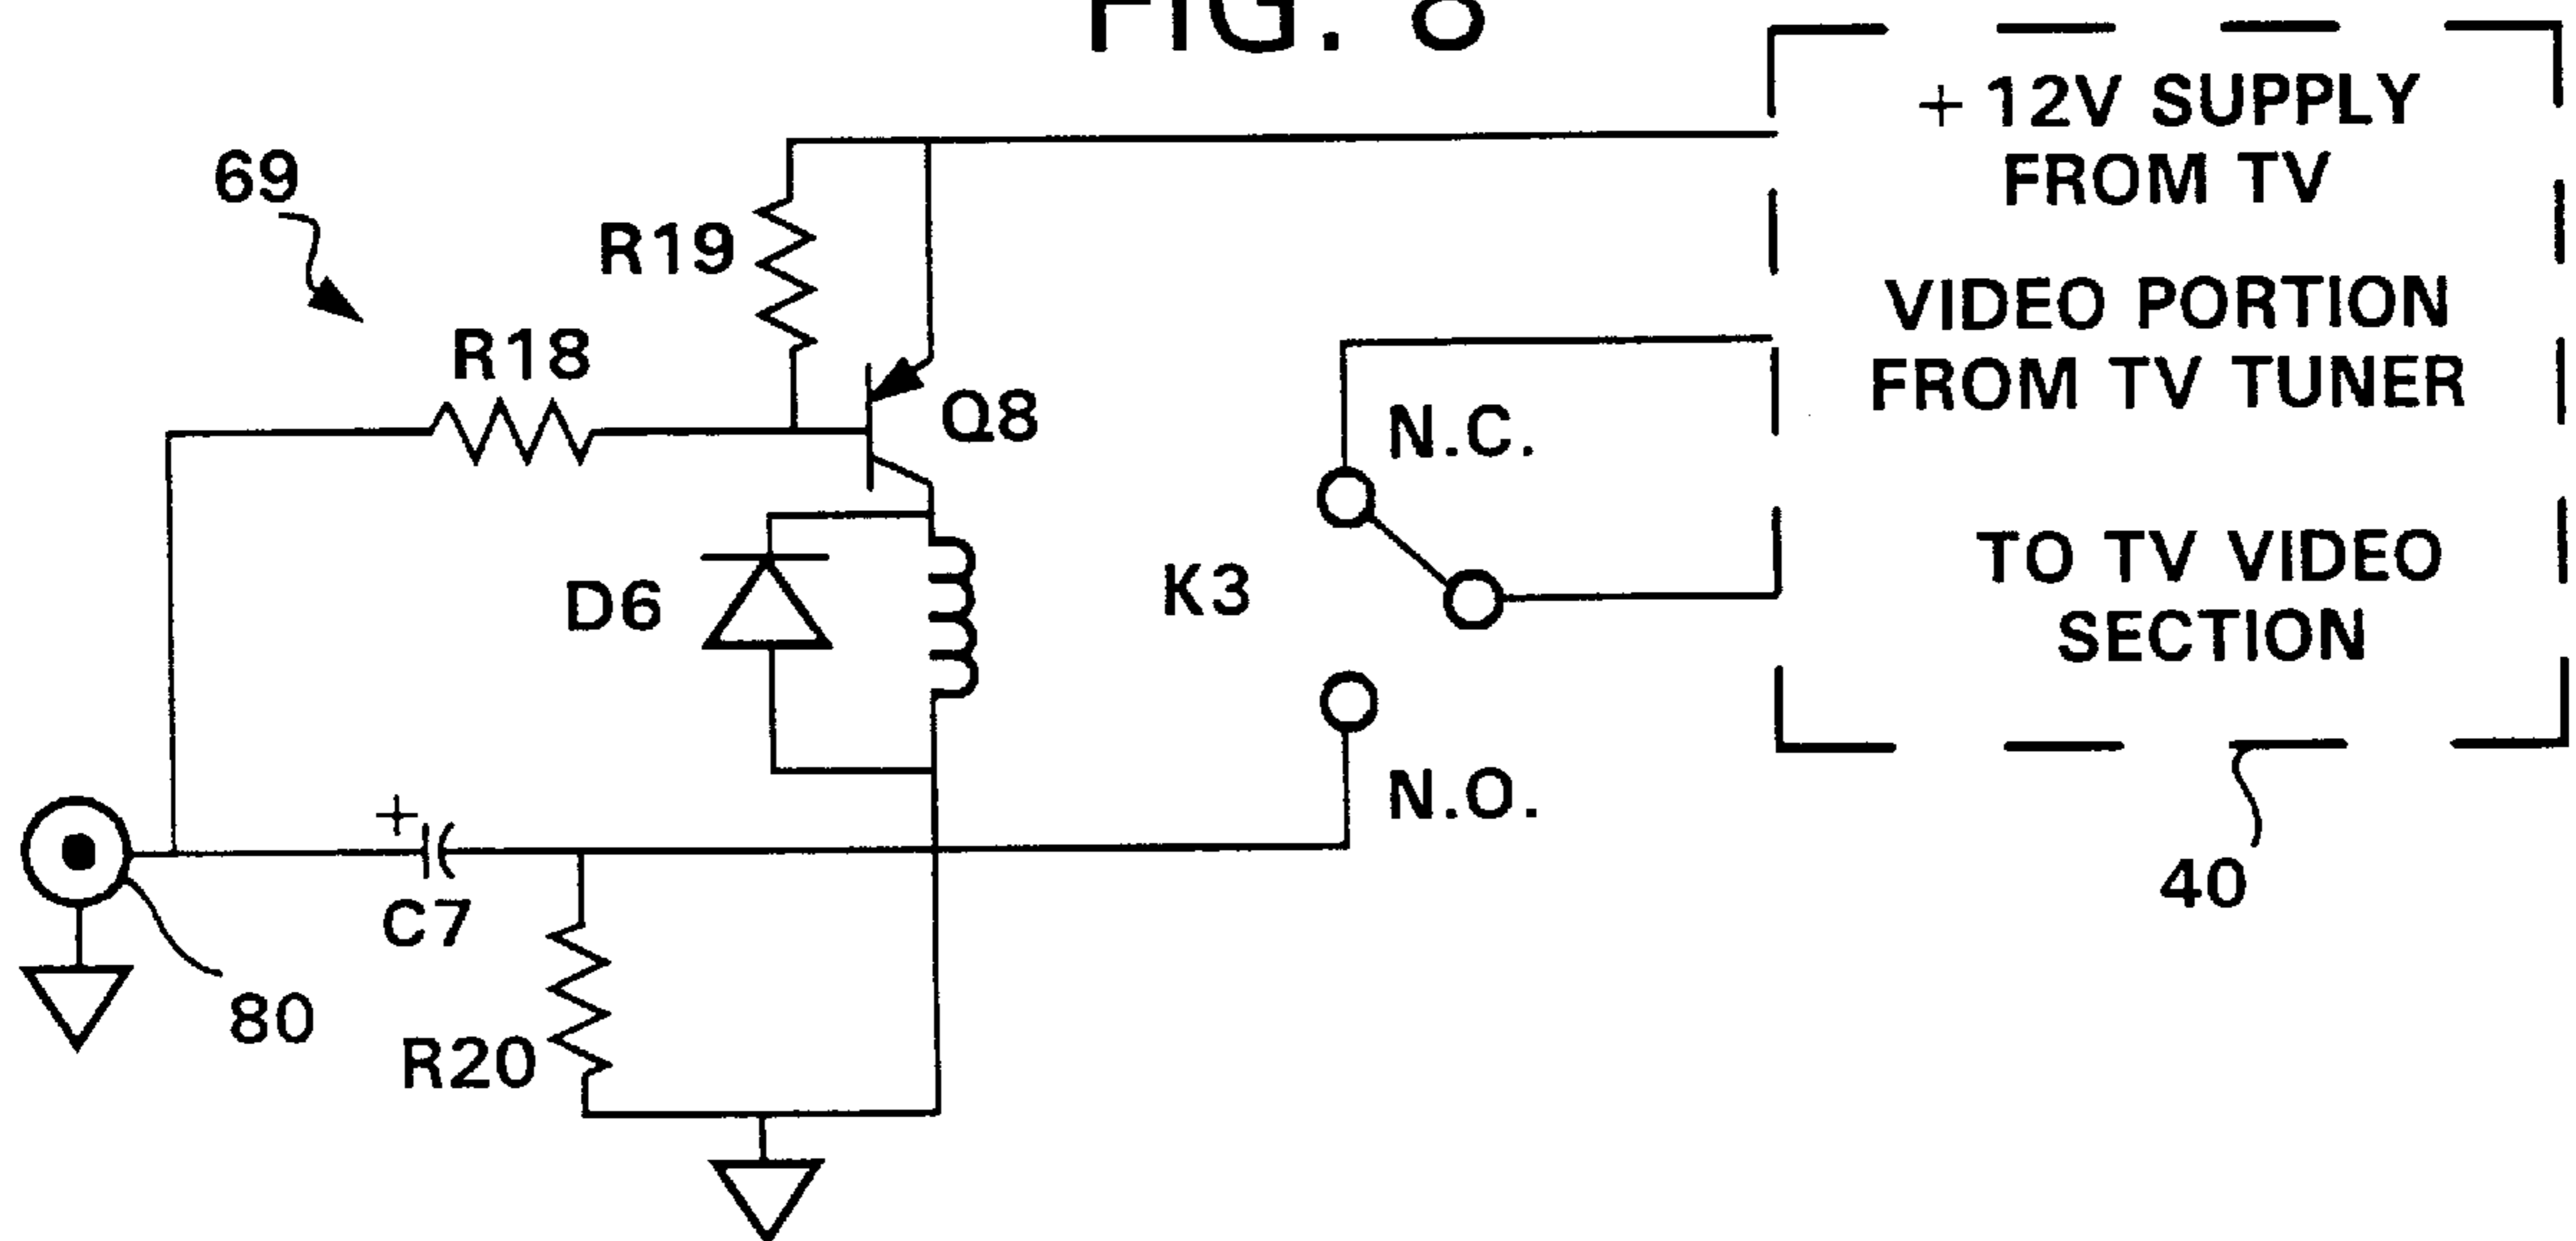 FIG. 8
+ 12V SUPPLY
FROM TV
69
R19
VIDEO PORTION
FROM TV TUNER
R18
Q8
N.C.
TO TV VIDEO
SECTION
D6
K3
N.O.
+
C7
40
80
R20